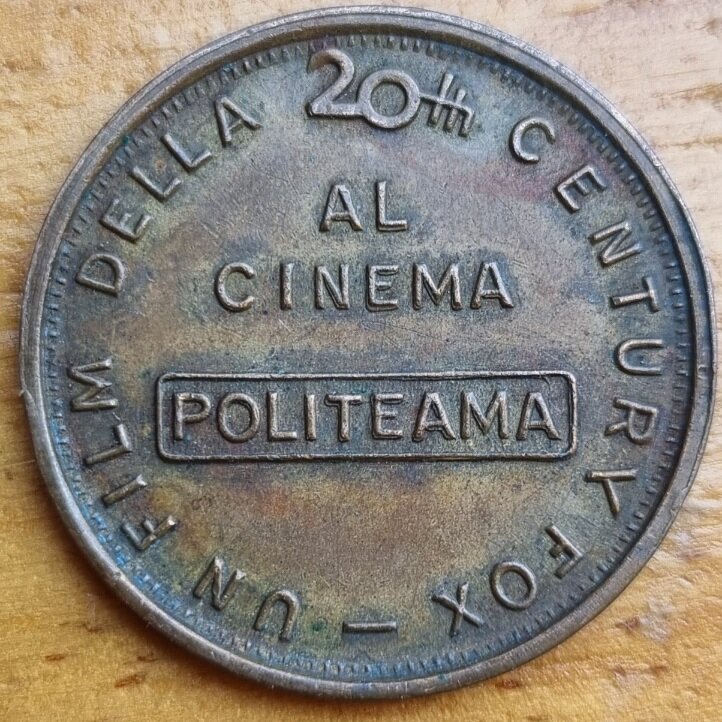 UN FILM DELLA 20th CENTURY FOX —
AL
CINEMA
POLITEAMA